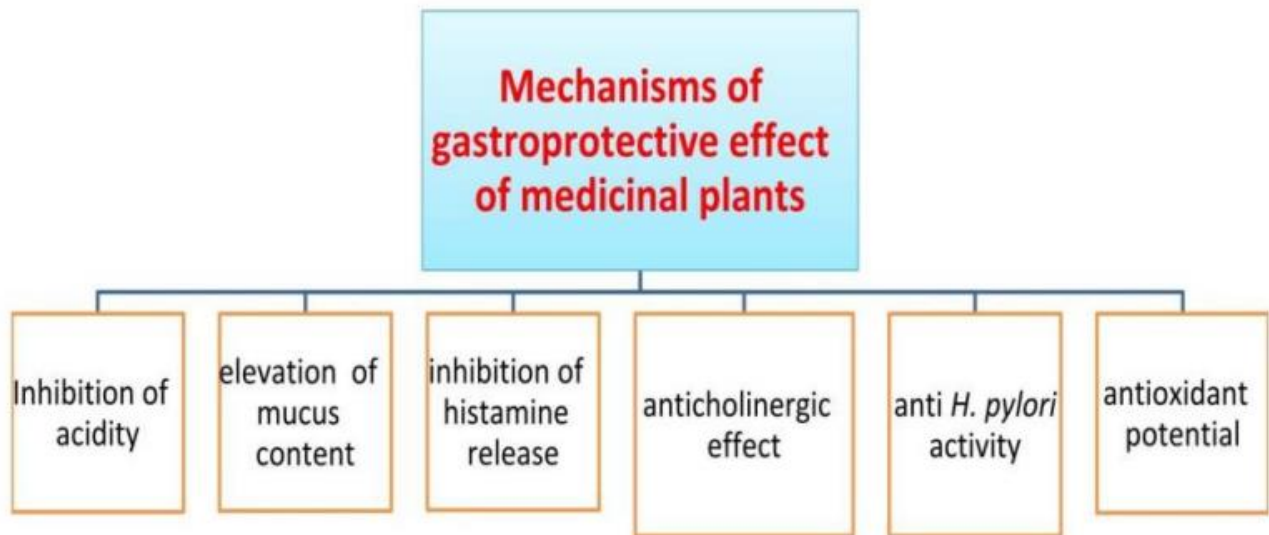 Mechanisms of
gastroprotective effect
of medicinal plants
Inhibition of
acidity
elevation of
mucus
content
inhibition of
histamine
release
anticholinergic
effect
anti H. pylori
activity
antioxidant
potential